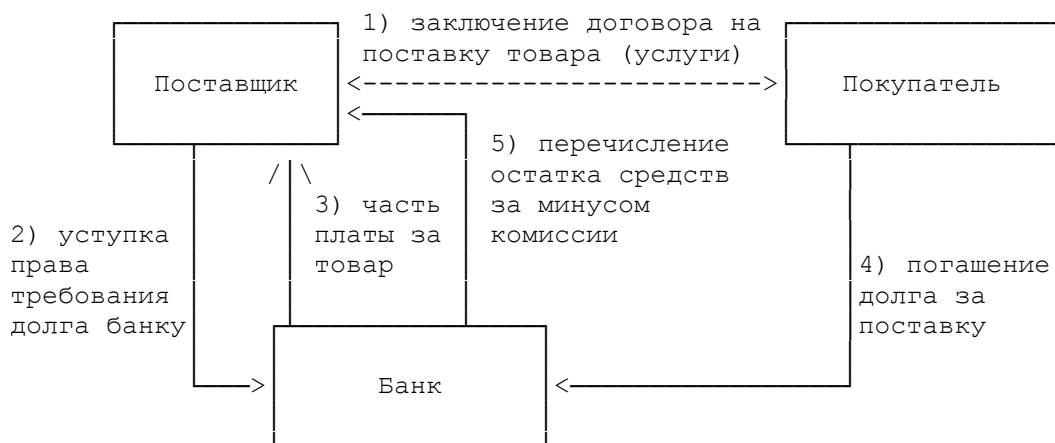 1) заключение договора на
поставку товара (услуги)
Поставщик
Покупатель
5) перечисление
остатка средств
за минусом
комиссии
3) часть
платы за
товар
2) уступка
права
требования
долга банку
4) погашение
долга за
поставку
Банк